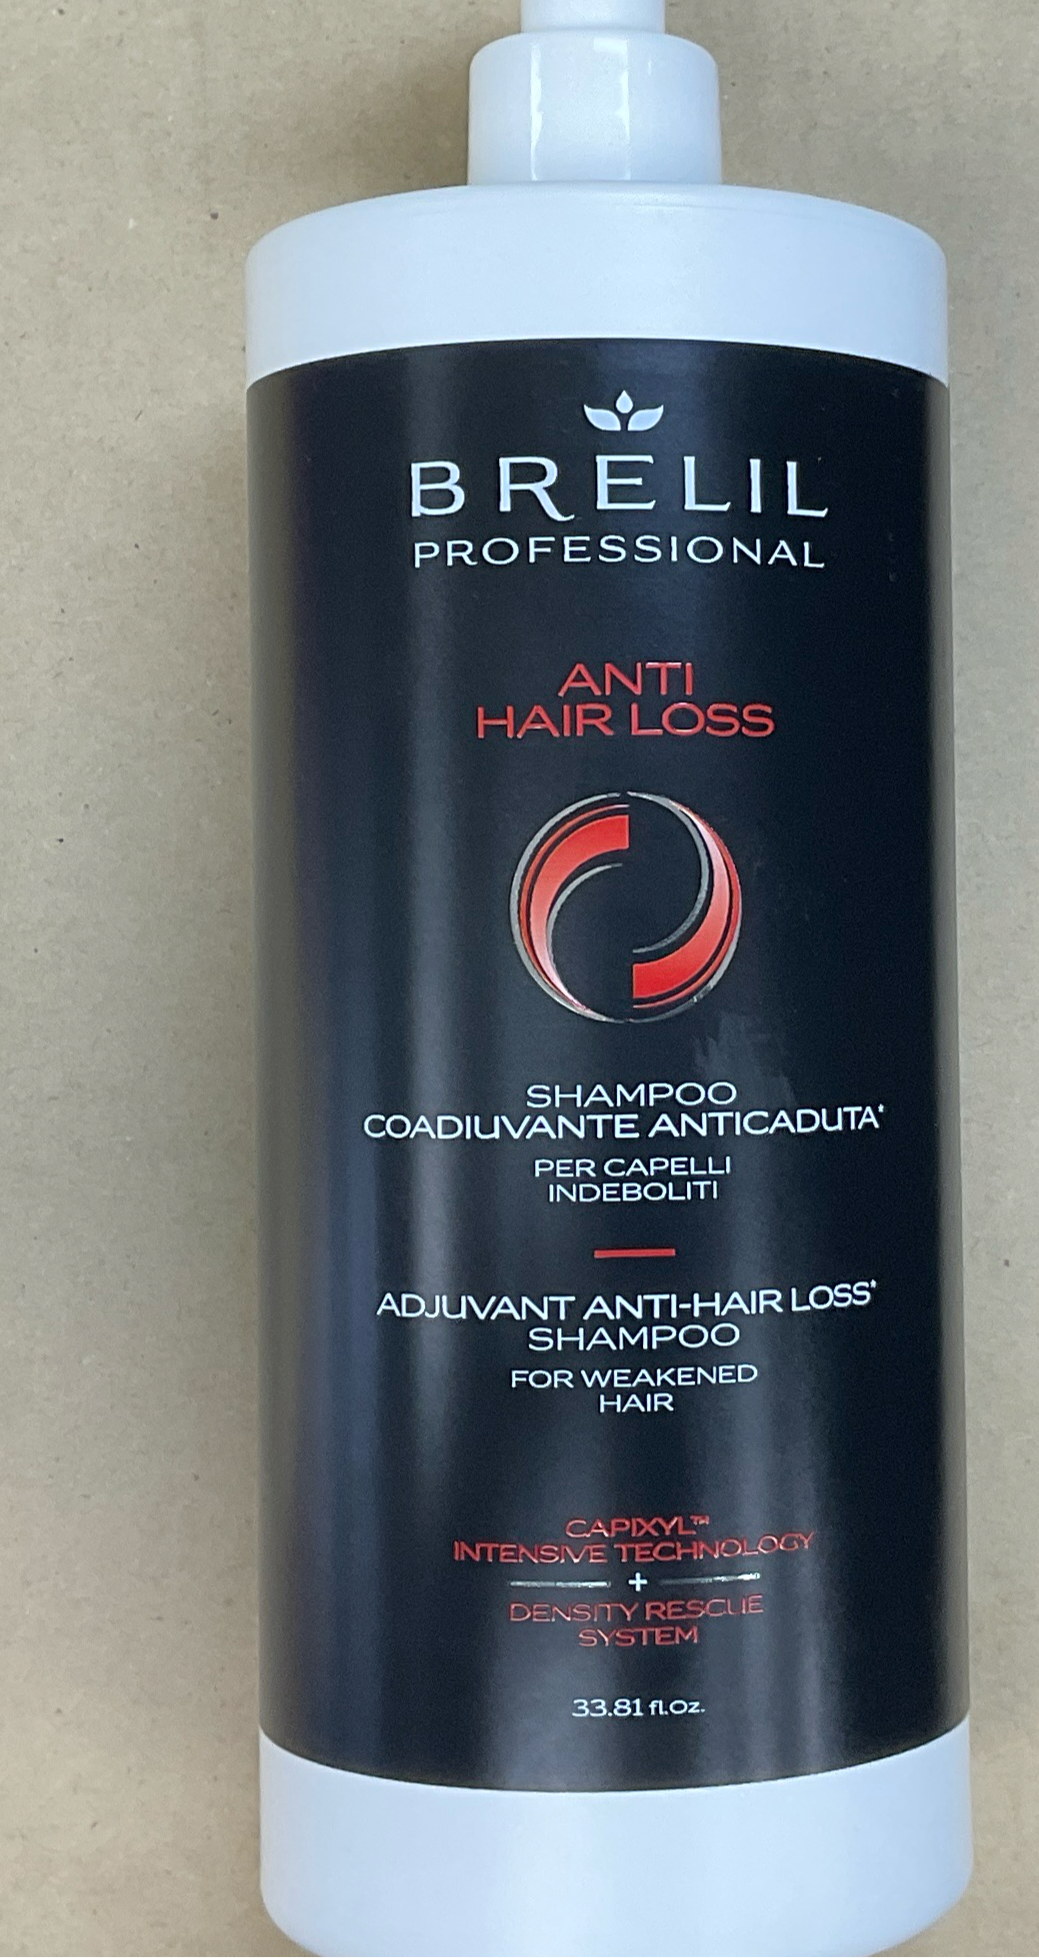 BRELIL
PROFESSIONAL
ANTI
HAIR LOSS
SHAMPOO
COADIUVANTE ANTICADUTA*
PER CAPELLI
INDEBOLITI
ADJUVANT ANTI-HAIR LOSS*
SHAMPOO
FOR WEAKENED
HAIR
CAPIXYL™
INTENSIVE TECHNOLOGY
+
DENSITY RESCUE
SYSTEM
33.81 fl.Oz.